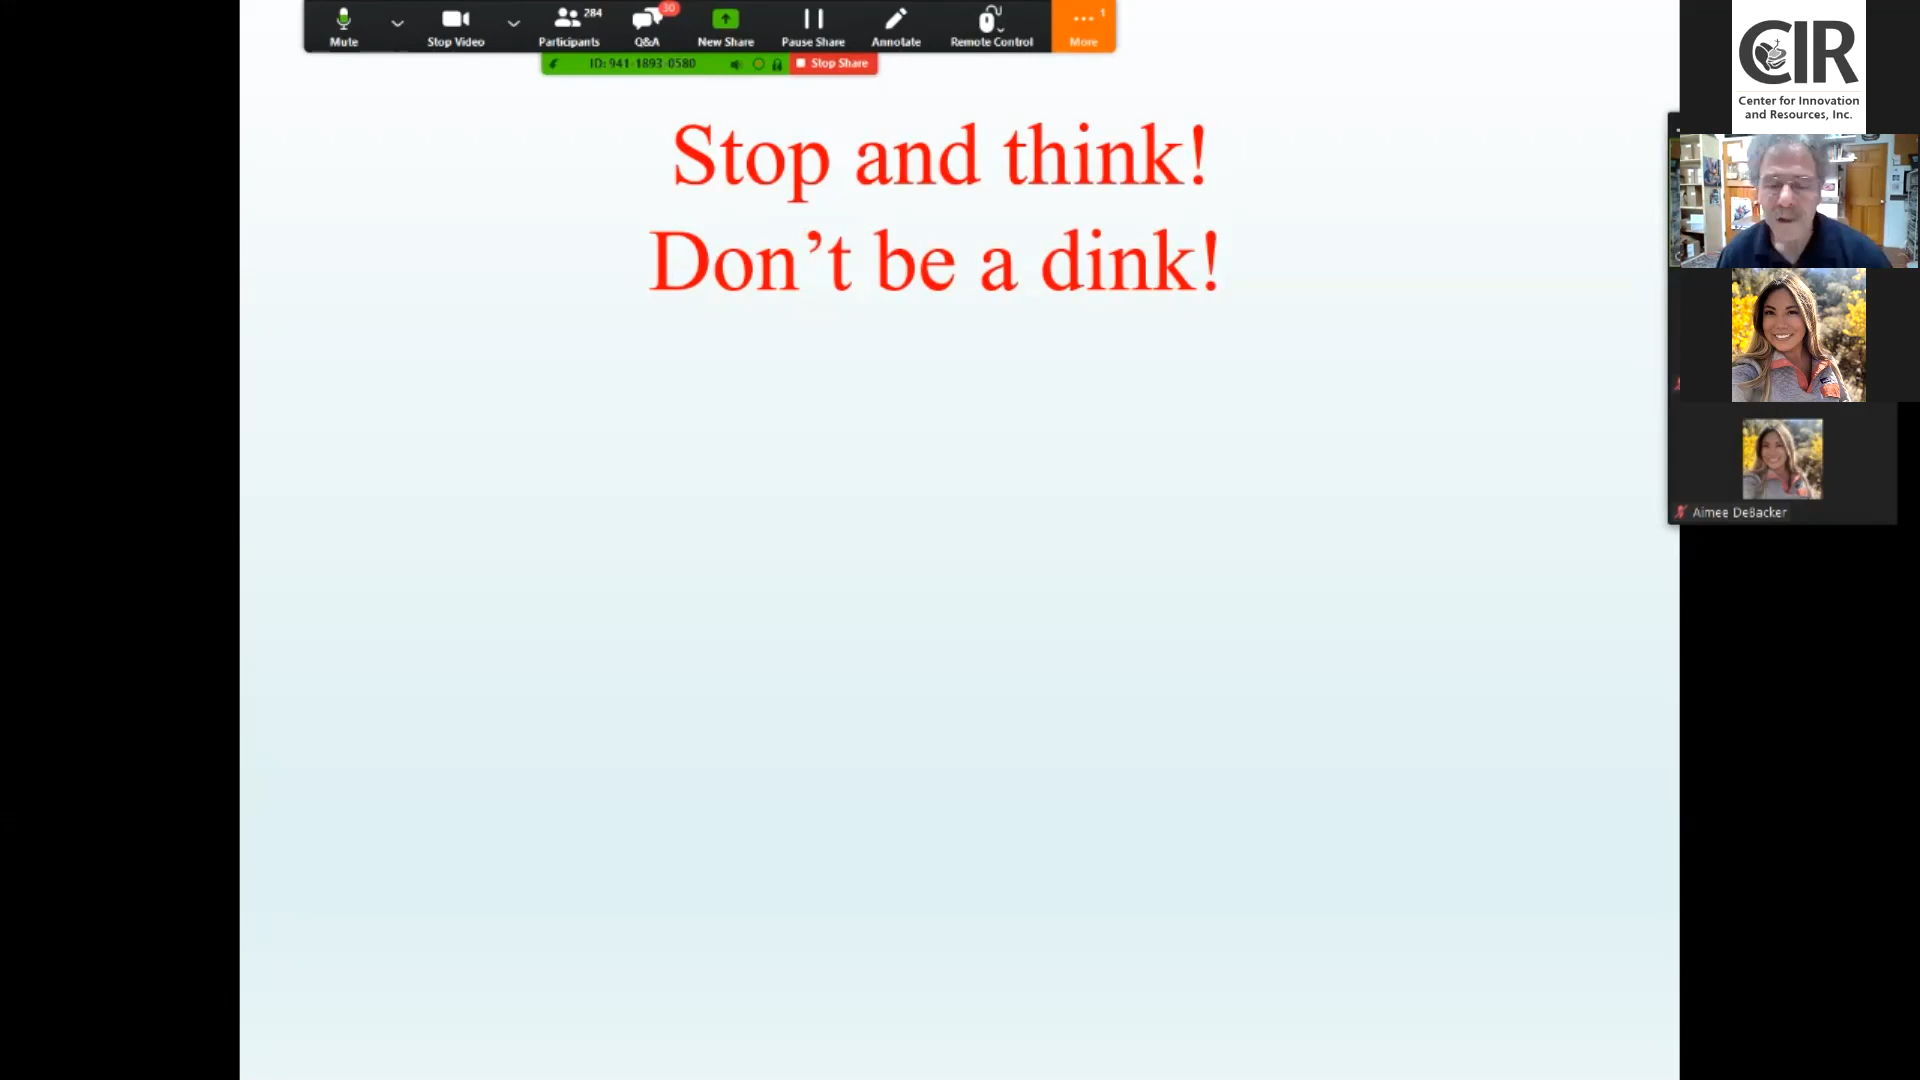 Mute
Stop Video
284
Participants
30
Q&A
New Share
Pause Share
Annotate
Remote Control
1
More
ID: 941-1893-0580
Stop Share
Stop and think!
Don't be a dink!
CIR
Center for Innovation
and Resources, Inc.
Aimee DeBacker